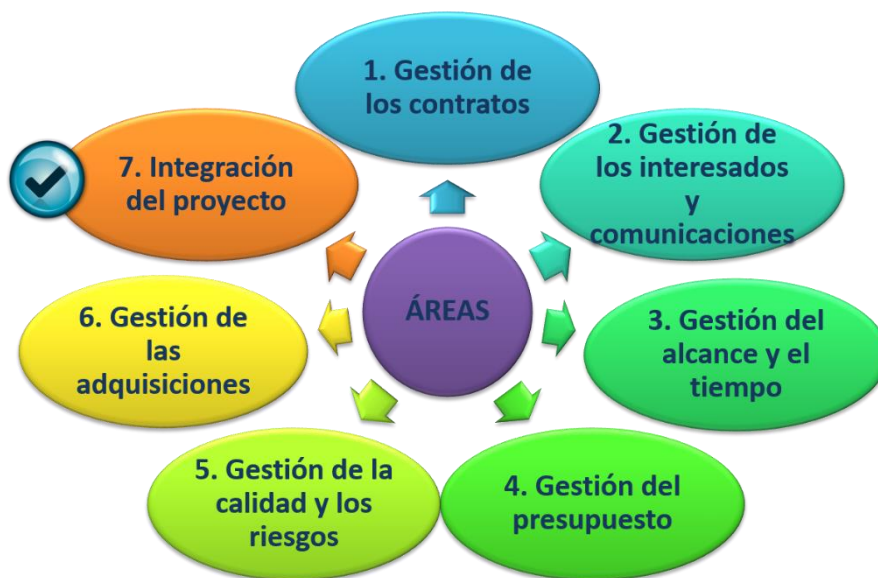 1. Gestión de
los contratos
2. Gestión de
los interesados
y
comunicaciones
3. Gestión del
alcance y el
tiempo
4. Gestión del
presupuesto
5. Gestión de la
calidad y los
riesgos
6. Gestión de
las
adquisiciones
7. Integración
del proyecto
ÁREAS